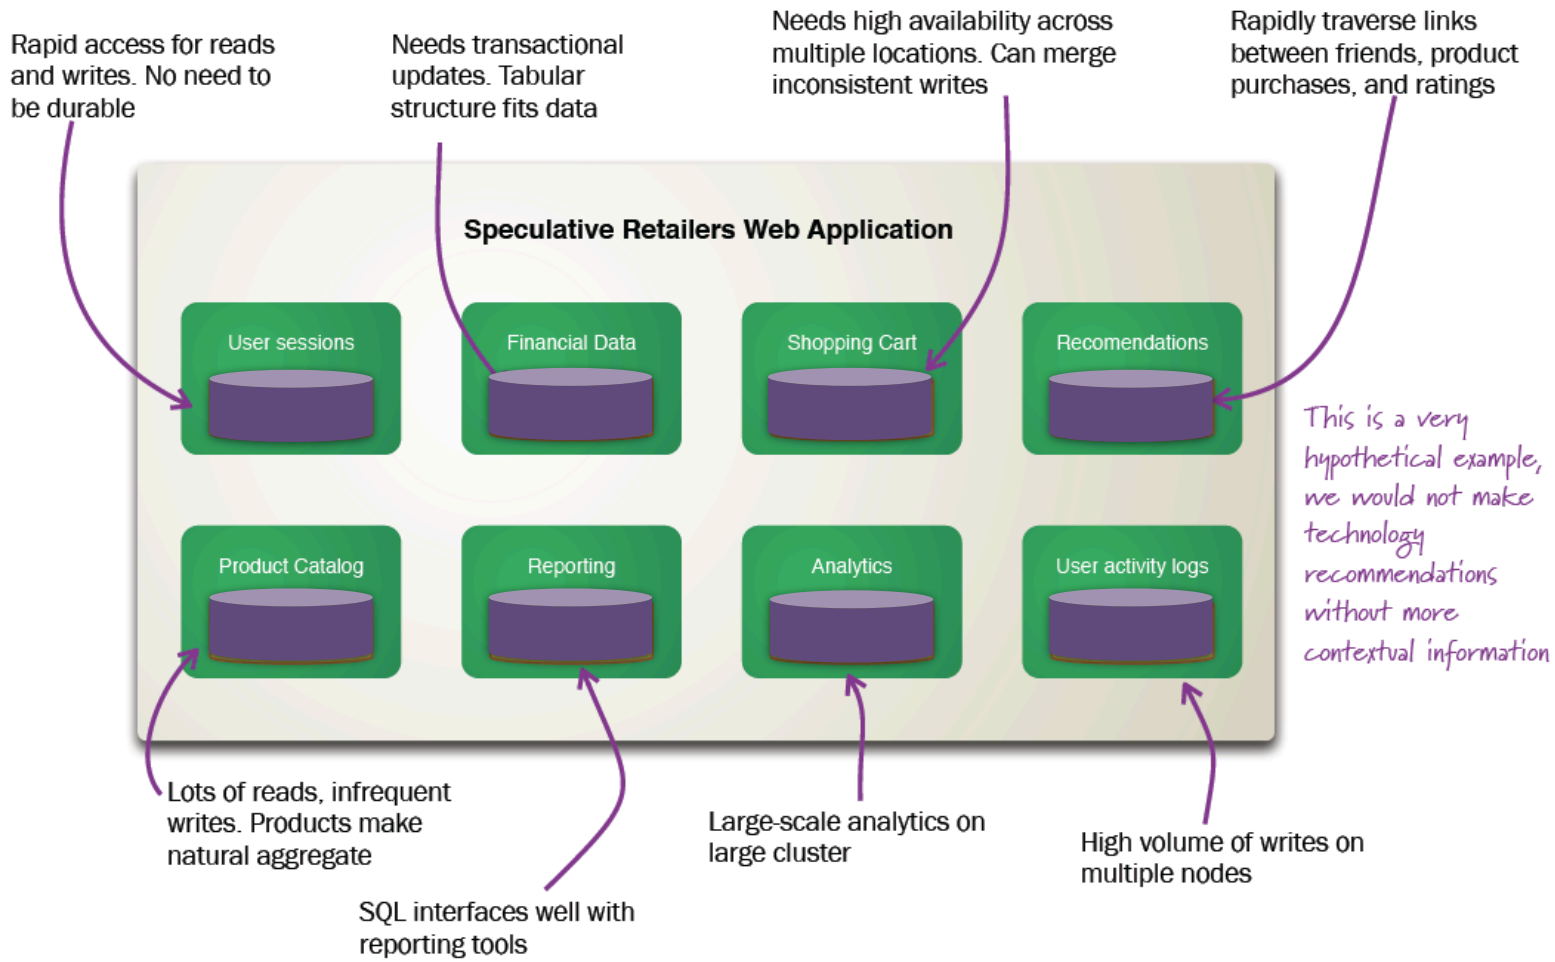 Rapid access for reads
and writes. No need to
be durable
Needs transactional
updates. Tabular
structure fits data
Needs high availability across
multiple locations. Can merge
inconsistent writes
Rapidly traverse links
between friends, product
purchases, and ratings
Speculative Retailers Web Application
User sessions
Financial Data
Shopping Cart
Recomendations
This is a very
hypothetical example,
we would not make
technology
recommendations
without more
contextual information
Product Catalog
Reporting
Analytics
User activity logs
Lots of reads, infrequent
writes. Products make
natural aggregate
SQL interfaces well with
reporting tools
Large-scale analytics on
large cluster
High volume of writes on
multiple nodes